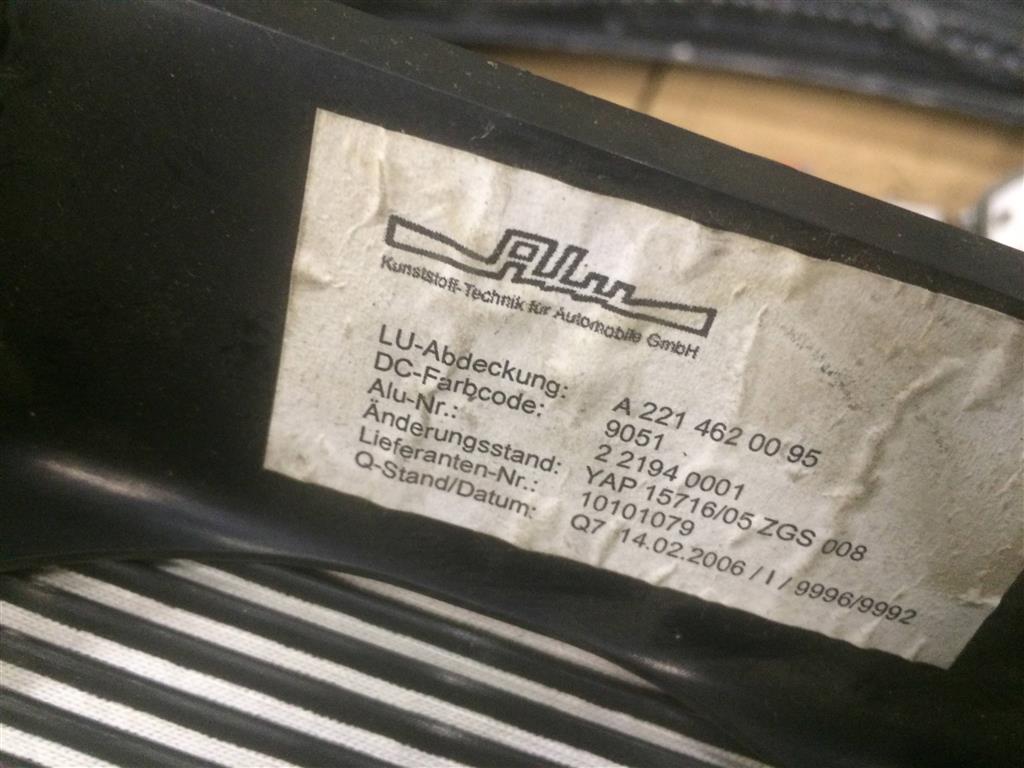 Alu
Kunststoff-Technik für Automobile GmbH
LU-Abdeckung: A 221 462 00 95
DC-Farbcode: 9051
Alu-Nr.: 2 2194 0001
Änderungsstand: YAP 15716/05 ZGS 008
Lieferanten-Nr.: 10101079
Q-Stand/Datum: Q7 14.02.2006 / I / 9996/9992